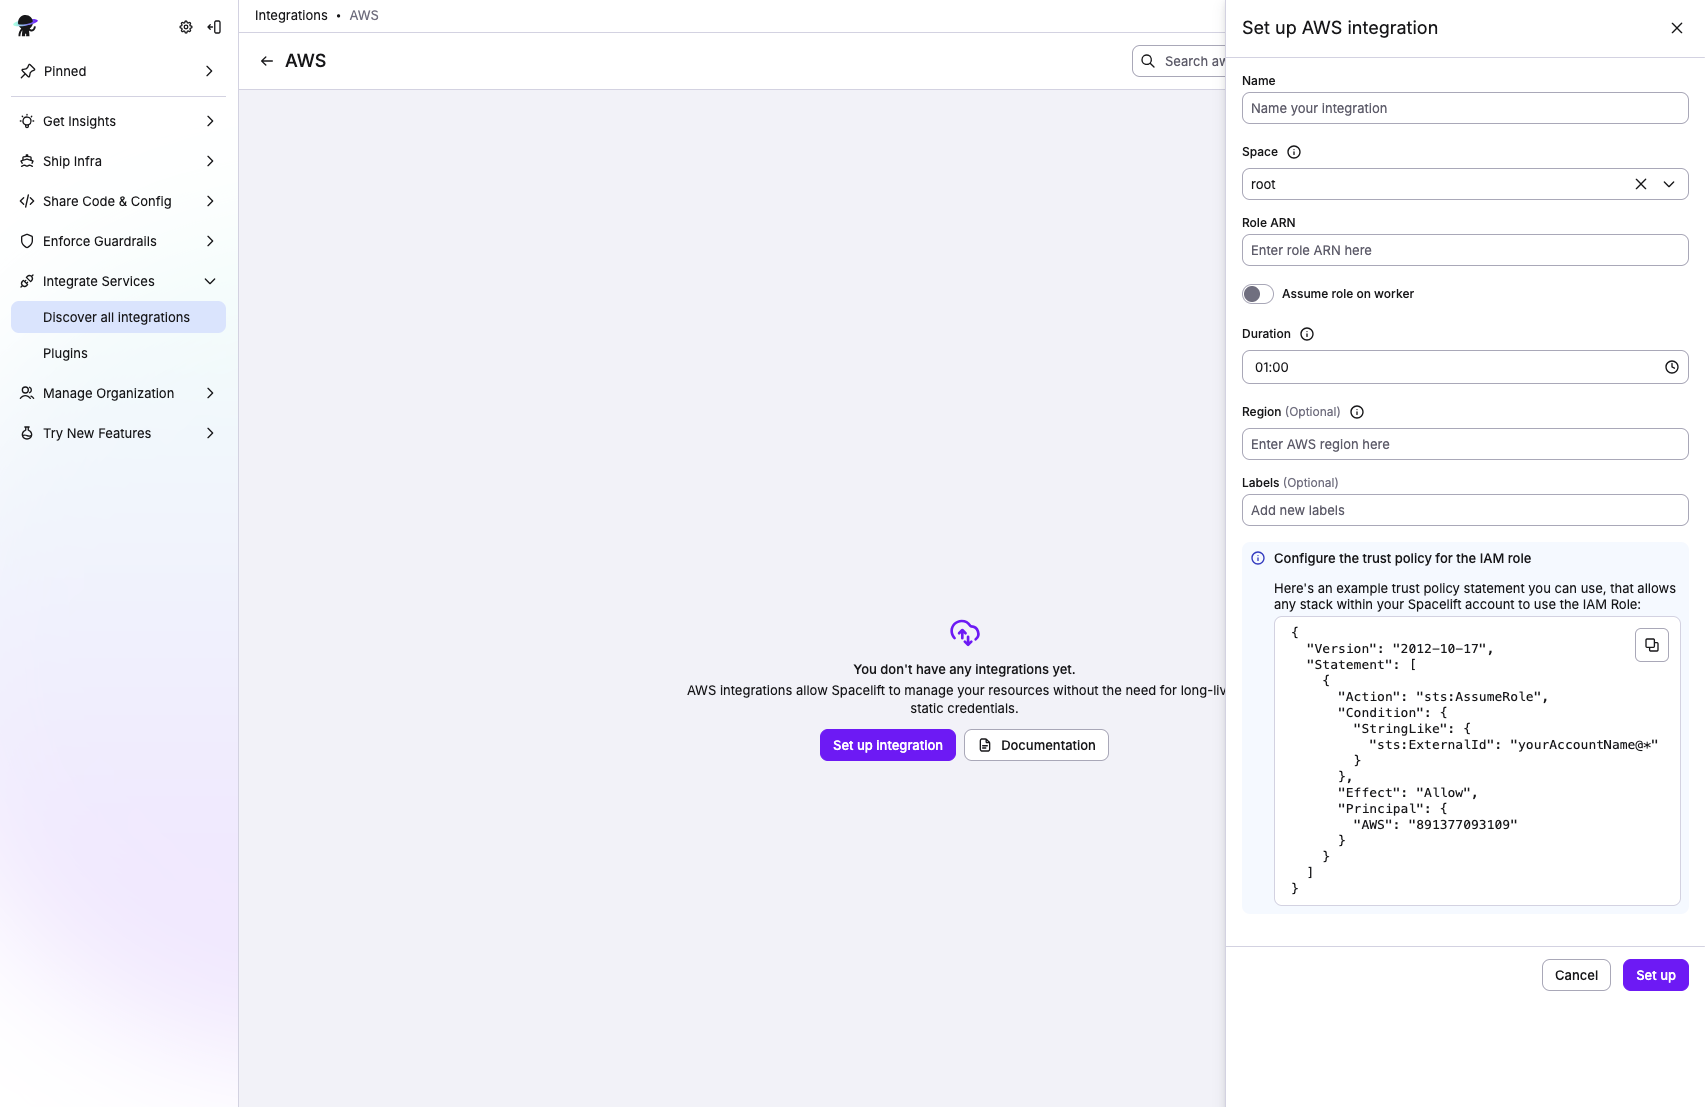 Pinned
Get Insights
Ship Infra
Share Code & Config
Enforce Guardrails
Integrate Services
Discover all integrations
Plugins
Manage Organization
Try New Features
Integrations • AWS
AWS
Search aw
You don't have any integrations yet.
AWS integrations allow Spacelift to manage your resources without the need for long-liv
static credentials.
Set up integration
Documentation
Set up AWS integration
Name
Name your integration
Space
root
Role ARN
Enter role ARN here
Assume role on worker
Duration
01:00
Region (Optional)
Enter AWS region here
Labels (Optional)
Add new labels
Configure the trust policy for the IAM role
Here's an example trust policy statement you can use, that allows
any stack within your Spacelift account to use the IAM Role:
{
  "Version": "2012-10-17",
  "Statement": [
    {
      "Action": "sts:AssumeRole",
      "Condition": {
        "StringLike": {
          "sts:ExternalId": "yourAccountName@*"
        }
      },
      "Effect": "Allow",
      "Principal": {
        "AWS": "891377093109"
      }
    }
  ]
}
Cancel
Set up